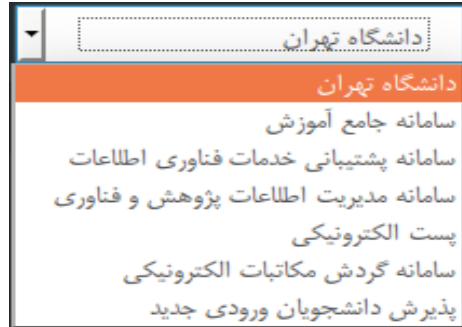 دانشگاه تهران
دانشگاه تهران
سامانه جامع آموزش
سامانه پشتیبانی خدمات فناوری اطلاعات
سامانه مدیریت اطلاعات پژوهش و فناوری
پست الکترونیکی
سامانه گردش مکاتبات الکترونیکی
پذیرش دانشجویان ورودی جدید